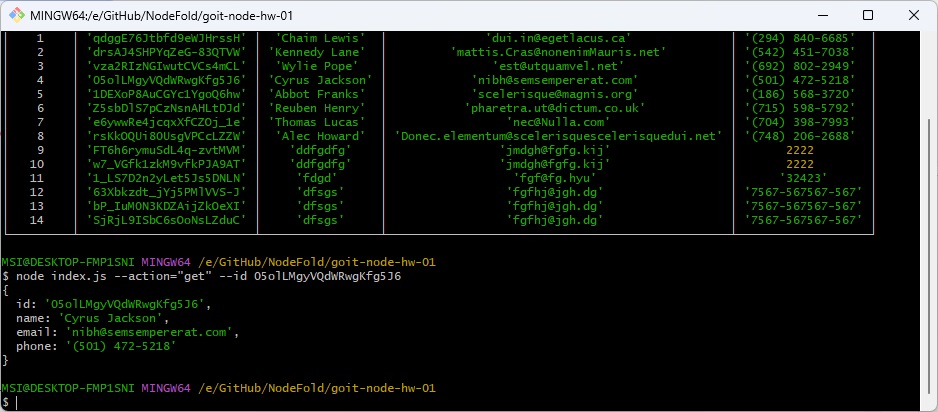 MINGW64:/e/GitHub/NodeFold/goit-node-hw-01
1 'qdggE76Jtbfd9eWJHrssH' 'Chaim Lewis' 'dui.in@egetlacus.ca' '(294) 840-6685'
2 'drsAJ4SHPYqZeG-83QTVW' 'Kennedy Lane' 'mattis.Cras@nonenimMauris.net' '(542) 451-7038'
3 'vza2RIzNGIwutCVCs4mCL' 'Wylie Pope' 'est@utquamvel.net' '(692) 802-2949'
4 'O5olLMgyVQdWRwgKfg5J6' 'Cyrus Jackson' 'nibh@semsempererat.com' '(501) 472-5218'
5 '1DEXoP8AuCGYc1YgoQ6hw' 'Abbot Franks' 'scelerisque@magnis.org' '(186) 568-3720'
6 'Z5sbDlS7pCzNsnAHLtDJd' 'Reuben Henry' 'pharetra.ut@dictum.co.uk' '(715) 598-5792'
7 'e6ywwRe4jcqxXfCZOj_1e' 'Thomas Lucas' 'nec@Nulla.com' '(704) 398-7993'
8 'rsKkOQUi80UsgVPCcLZZW' 'Alec Howard' 'Donec.elementum@scelerisquescelerisquedui.net' '(748) 206-2688'
9 'FT6h6rymuSdL4q-zvtMVM' 'ddfgdfg' 'jmdgh@fgfg.kij' 2222
10 'w7_VGfk1zkM9vfkPJA9AT' 'ddfgdfg' 'jmdgh@fgfg.kij' 2222
11 '1_LS7D2n2yLet5Js5DNLN' 'fdgd' 'fgf@fg.hyu' '32423'
12 '63Xbkzdt_jYj5PMlVVS-J' 'dfsgs' 'fgfhj@jgh.dg' '7567-567567-567'
13 'bP_IuMON3KDZAijZkOeXI' 'dfsgs' 'fgfhj@jgh.dg' '7567-567567-567'
14 'SjRjL9ISbC6sOoNsLZduC' 'dfsgs' 'fgfhj@jgh.dg' '7567-567567-567'
MSI@DESKTOP-FMP1SNI MINGW64 /e/GitHub/NodeFold/goit-node-hw-01
$ node index.js --action="get" --id O5olLMgyVQdWRwgKfg5J6
{
id: 'O5olLMgyVQdWRwgKfg5J6',
name: 'Cyrus Jackson',
email: 'nibh@semsempererat.com',
phone: '(501) 472-5218'
}
MSI@DESKTOP-FMP1SNI MINGW64 /e/GitHub/NodeFold/goit-node-hw-01
$